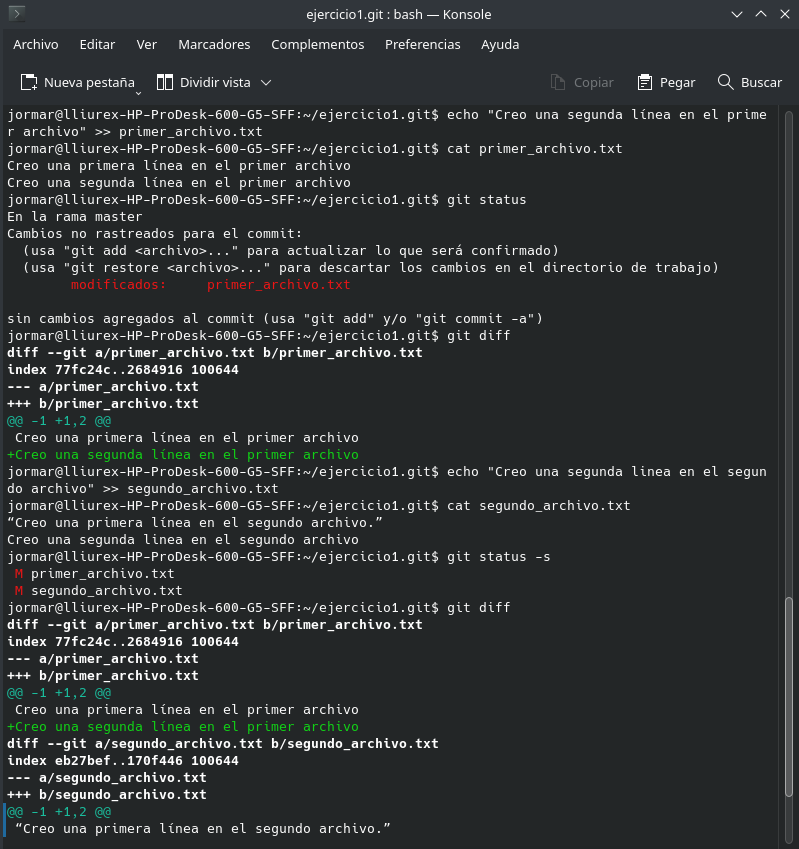 ejercicio1.git : bash — Konsole
Archivo Editar Ver Marcadores Complementos Preferencias Ayuda
Nueva pestaña Dividir vista Copiar Pegar Buscar
jormar@lliurex-HP-ProDesk-600-G5-SFF:~/ejercicio1.git$ echo "Creo una segunda línea en el prime
r archivo" >> primer_archivo.txt
jormar@lliurex-HP-ProDesk-600-G5-SFF:~/ejercicio1.git$ cat primer_archivo.txt
Creo una primera línea en el primer archivo
Creo una segunda línea en el primer archivo
jormar@lliurex-HP-ProDesk-600-G5-SFF:~/ejercicio1.git$ git status
En la rama master
Cambios no rastreados para el commit:
  (usa "git add <archivo>..." para actualizar lo que será confirmado)
  (usa "git restore <archivo>..." para descartar los cambios en el directorio de trabajo)
        modificados:     primer_archivo.txt
sin cambios agregados al commit (usa "git add" y/o "git commit -a")
jormar@lliurex-HP-ProDesk-600-G5-SFF:~/ejercicio1.git$ git diff
diff --git a/primer_archivo.txt b/primer_archivo.txt
index 77fc24c..2684916 100644
--- a/primer_archivo.txt
+++ b/primer_archivo.txt
@@ -1 +1,2 @@
 Creo una primera línea en el primer archivo
+Creo una segunda línea en el primer archivo
jormar@lliurex-HP-ProDesk-600-G5-SFF:~/ejercicio1.git$ echo "Creo una segunda linea en el segun
do archivo" >> segundo_archivo.txt
jormar@lliurex-HP-ProDesk-600-G5-SFF:~/ejercicio1.git$ cat segundo_archivo.txt
“Creo una primera línea en el segundo archivo.”
Creo una segunda linea en el segundo archivo
jormar@lliurex-HP-ProDesk-600-G5-SFF:~/ejercicio1.git$ git status -s
 M primer_archivo.txt
 M segundo_archivo.txt
jormar@lliurex-HP-ProDesk-600-G5-SFF:~/ejercicio1.git$ git diff
diff --git a/primer_archivo.txt b/primer_archivo.txt
index 77fc24c..2684916 100644
--- a/primer_archivo.txt
+++ b/primer_archivo.txt
@@ -1 +1,2 @@
 Creo una primera línea en el primer archivo
+Creo una segunda línea en el primer archivo
diff --git a/segundo_archivo.txt b/segundo_archivo.txt
index eb27bef..170f446 100644
--- a/segundo_archivo.txt
+++ b/segundo_archivo.txt
@@ -1 +1,2 @@
 “Creo una primera línea en el segundo archivo.”